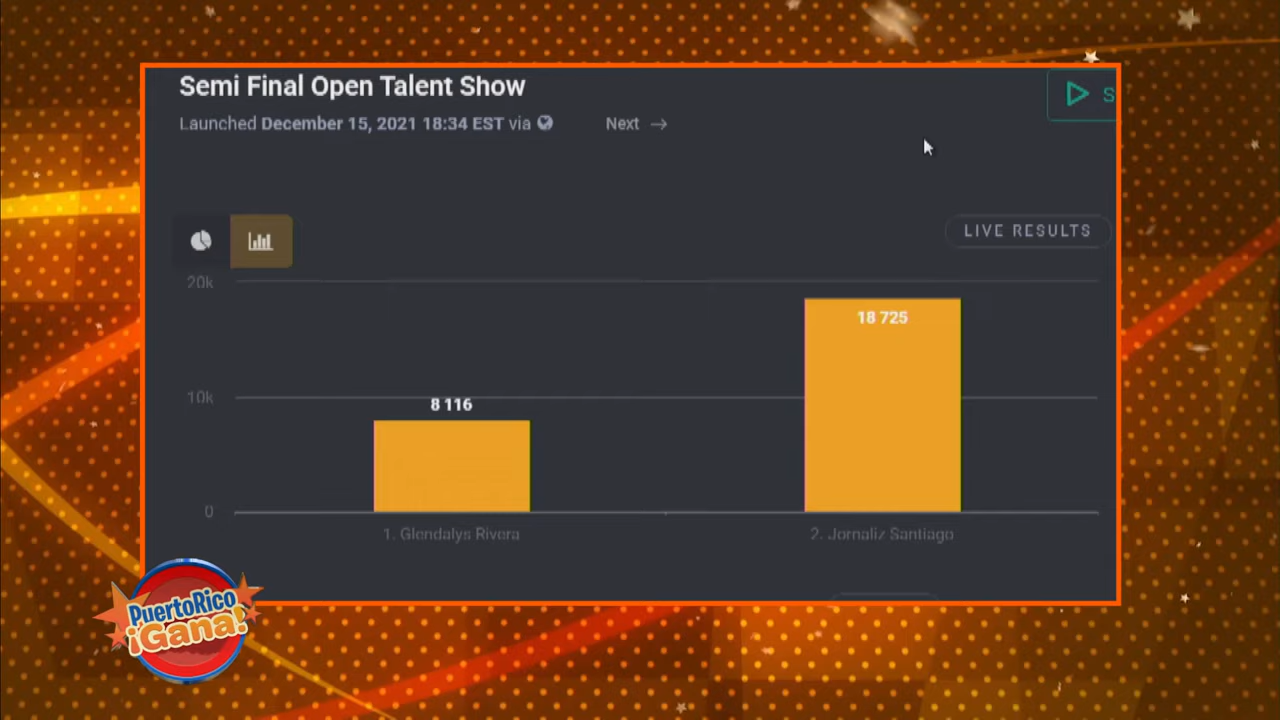 Semi Final Open Talent Show
Launched December 15, 2021 18:34 EST via
Next →
S
LIVE RESULTS
20k
18 725
10k
8 116
0
1. Glendalys Rivera
2. Jornaliz Santiago
PuertoRico
¡Gana!